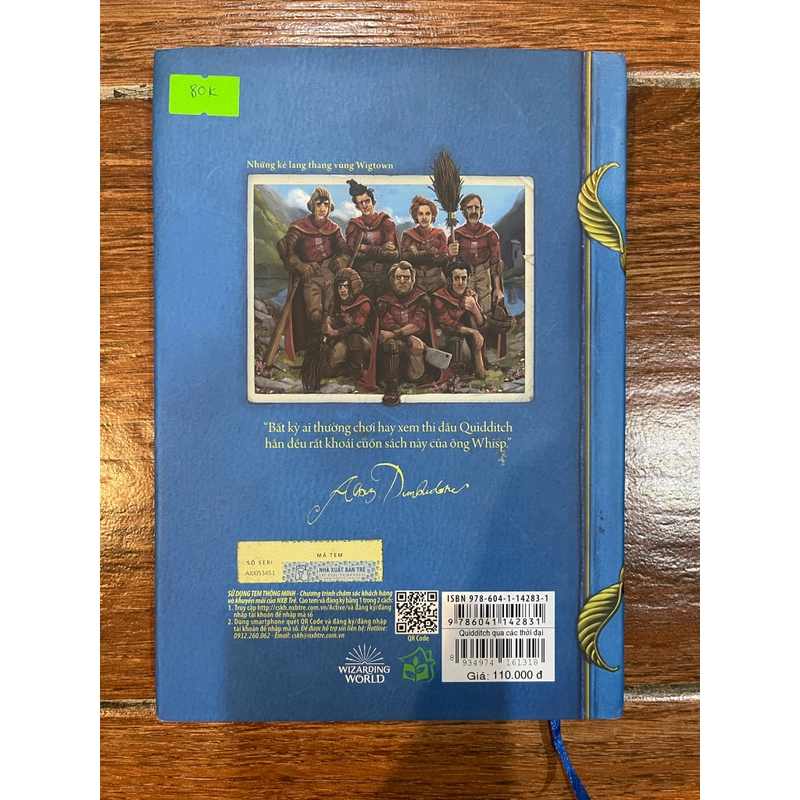 80K
Những kẻ lang thang vùng Wigtown
“Bất kỳ ai thường chơi hay xem thi đấu Quidditch
hẳn đều rất khoái cuốn sách này của ông Whisp.”
Albus Dumbledore
SỐ SERI
AI0053451
MÃ TEM
NHÀ XUẤT BẢN TRẺ
SỬ DỤNG TEM THÔNG MINH - Chương trình chăm sóc khách hàng
và khuyến mãi của NXB Trẻ. Cào tem và đăng ký bằng 1 trong 2 cách:
1. Truy cập http://cskh.nxbtre.com.vn/Active/và đăng ký/đăng
nhập tài khoản để nhập mã số
2. Dùng smartphone quét QR Code và đăng ký/đăng nhập
tài khoản để nhập mã số. Để được hỗ trợ xin liên hệ: Hotline:
0932.260.062 - Email: cskh@nxbtre.com.vn
QR Code
WIZARDING
WORLD
ISBN 978-604-1-14283-1
9 786041 142831
Quidditch qua các thời đại
8 934974 161318
Giá: 110.000 đ